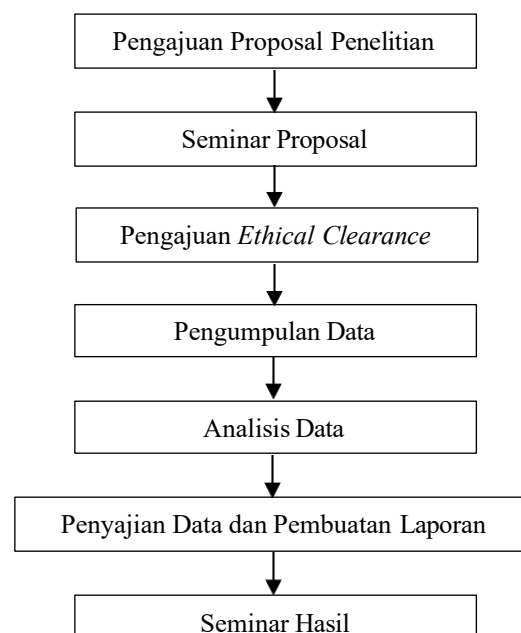 Pengajuan Proposal Penelitian
Seminar Proposal
Pengajuan Ethical Clearance
Pengumpulan Data
Analisis Data
Penyajian Data dan Pembuatan Laporan
Seminar Hasil